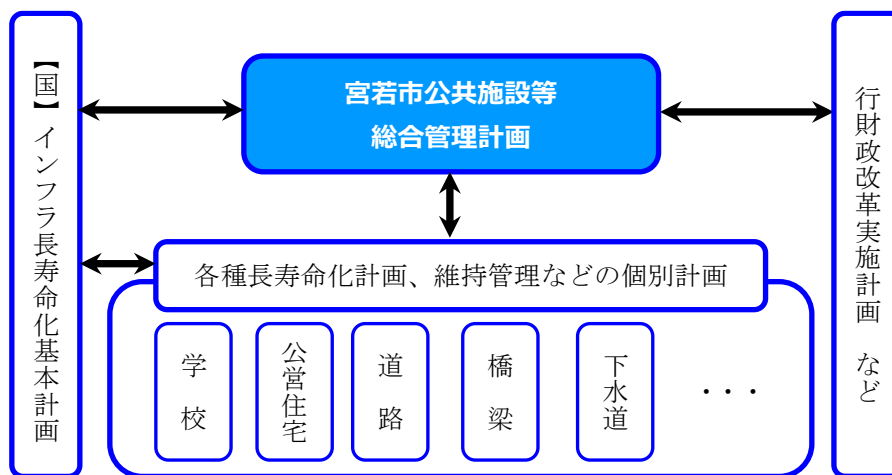 【国】インフラ長寿命化基本計画
宮若市公共施設等
総合管理計画
行財政改革実施計画 など
各種長寿命化計画、維持管理などの個別計画
学校
公営住宅
道路
橋梁
下水道
・・・